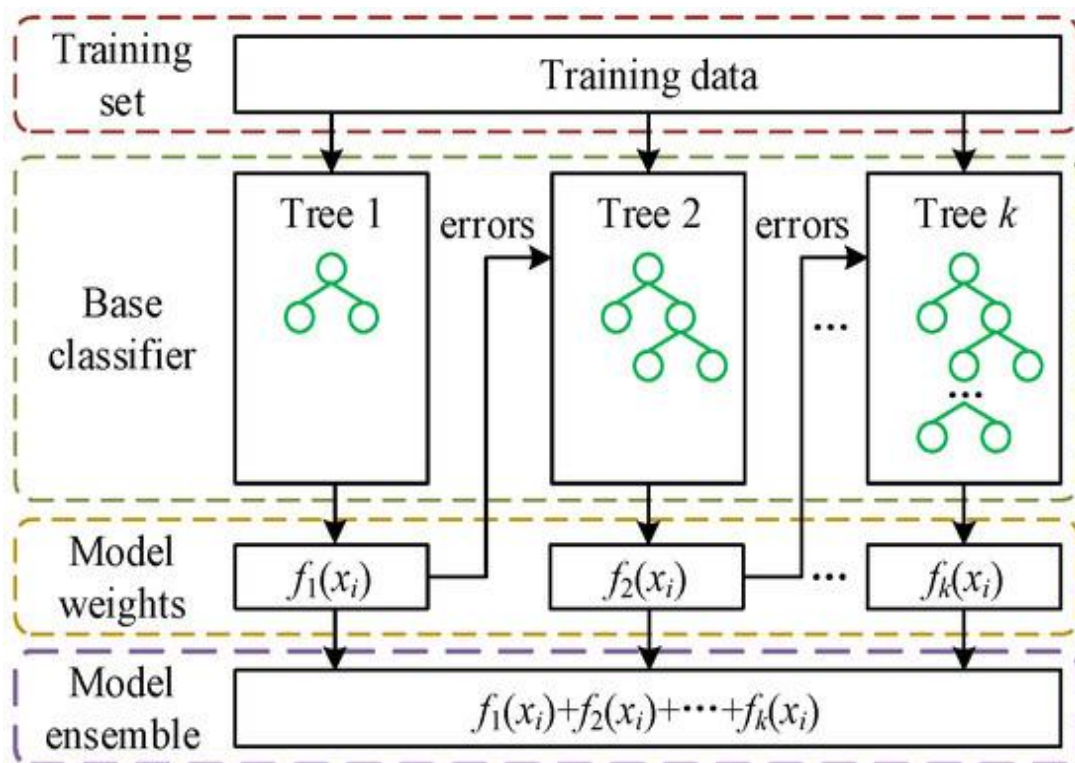 Training
set
Training data
Base
classifier
Tree 1
errors
Tree 2
errors
Tree k
...
...
Model
weights
f₁(xᵢ)
f₂(xᵢ)
...
fₖ(xᵢ)
Model
ensemble
f₁(xᵢ)+f₂(xᵢ)+···+fₖ(xᵢ)